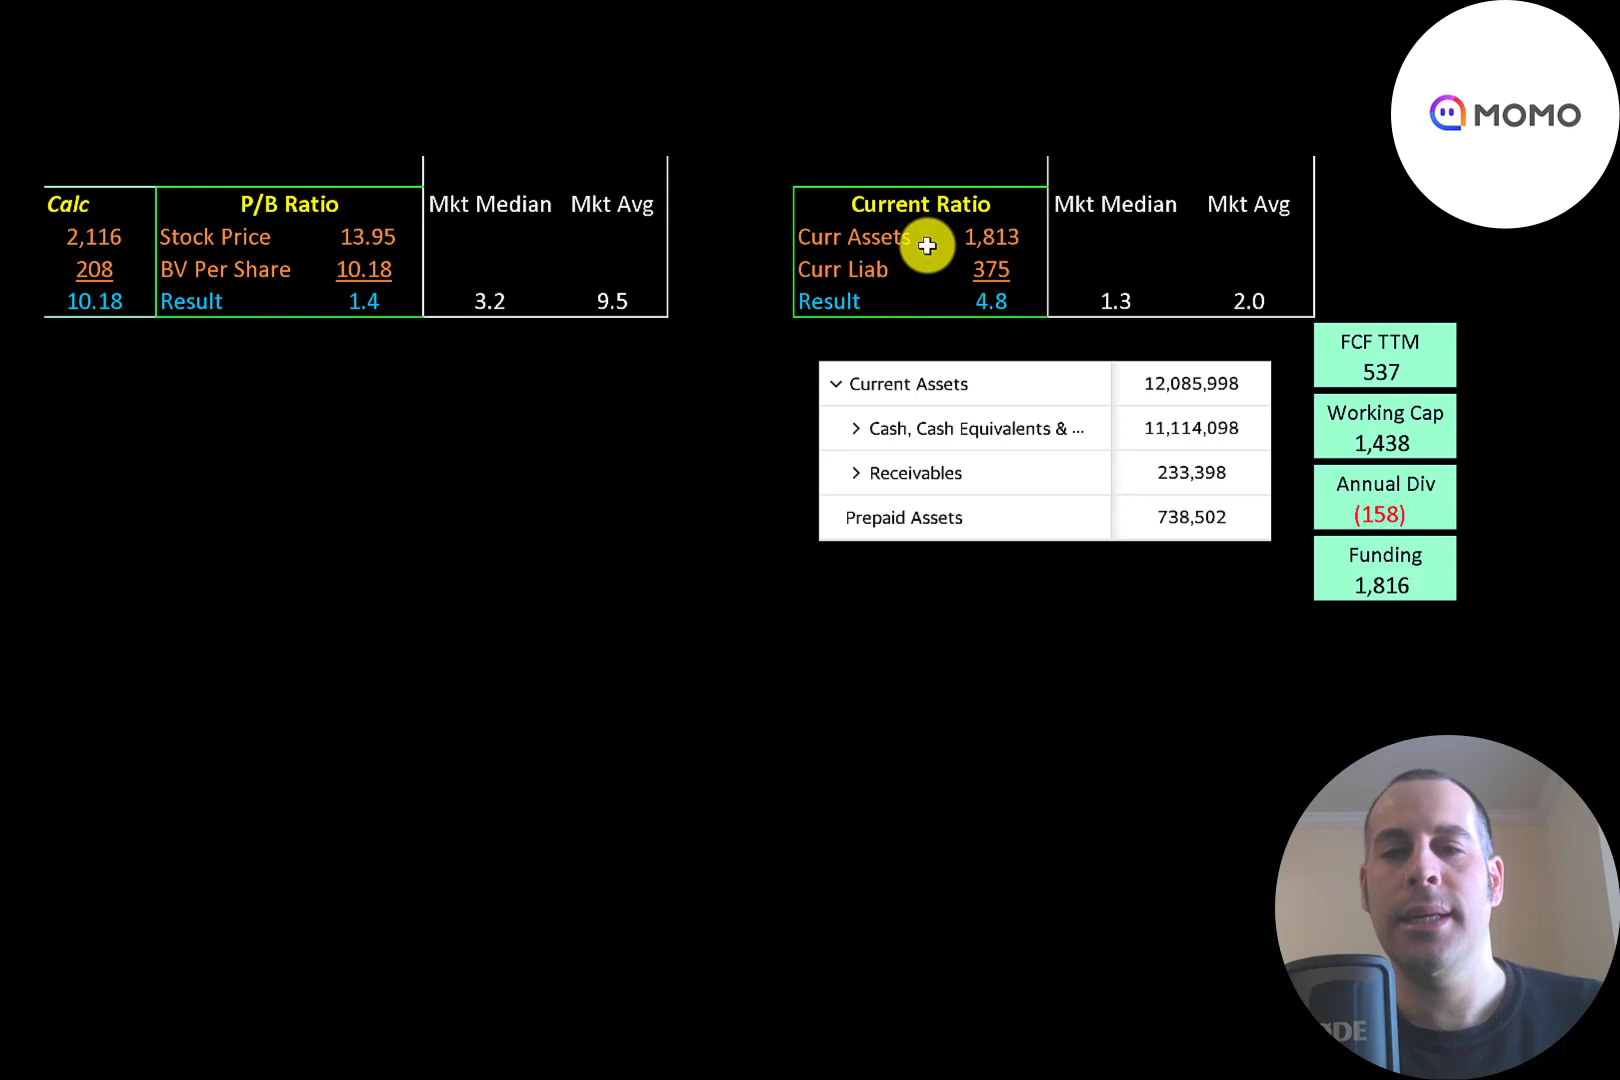 MOMO
Calc P/B Ratio Mkt Median Mkt Avg
2,116 Stock Price 13.95
208 BV Per Share 10.18
10.18 Result 1.4 3.2 9.5
Current Ratio Mkt Median Mkt Avg
Curr Assets 1,813
Curr Liab 375
Result 4.8 1.3 2.0
Current Assets 12,085,998
Cash, Cash Equivalents & ... 11,114,098
Receivables 233,398
Prepaid Assets 738,502
FCF TTM
537
Working Cap
1,438
Annual Div
(158)
Funding
1,816